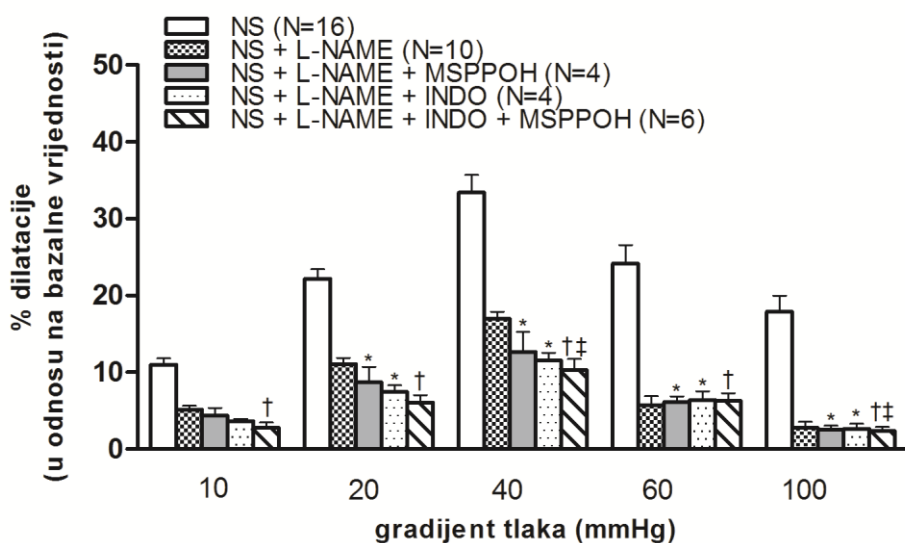 NS (N=16)
NS + L-NAME (N=10)
NS + L-NAME + MSPPOH (N=4)
NS + L-NAME + INDO (N=4)
NS + L-NAME + INDO + MSPPOH (N=6)
% dilatacije
(u odnosu na bazalne vrijednosti)
50
40
30
20
10
0
†
* * †
* * †‡
* * †
* * †‡
10 20 40 60 100
gradijent tlaka (mmHg)